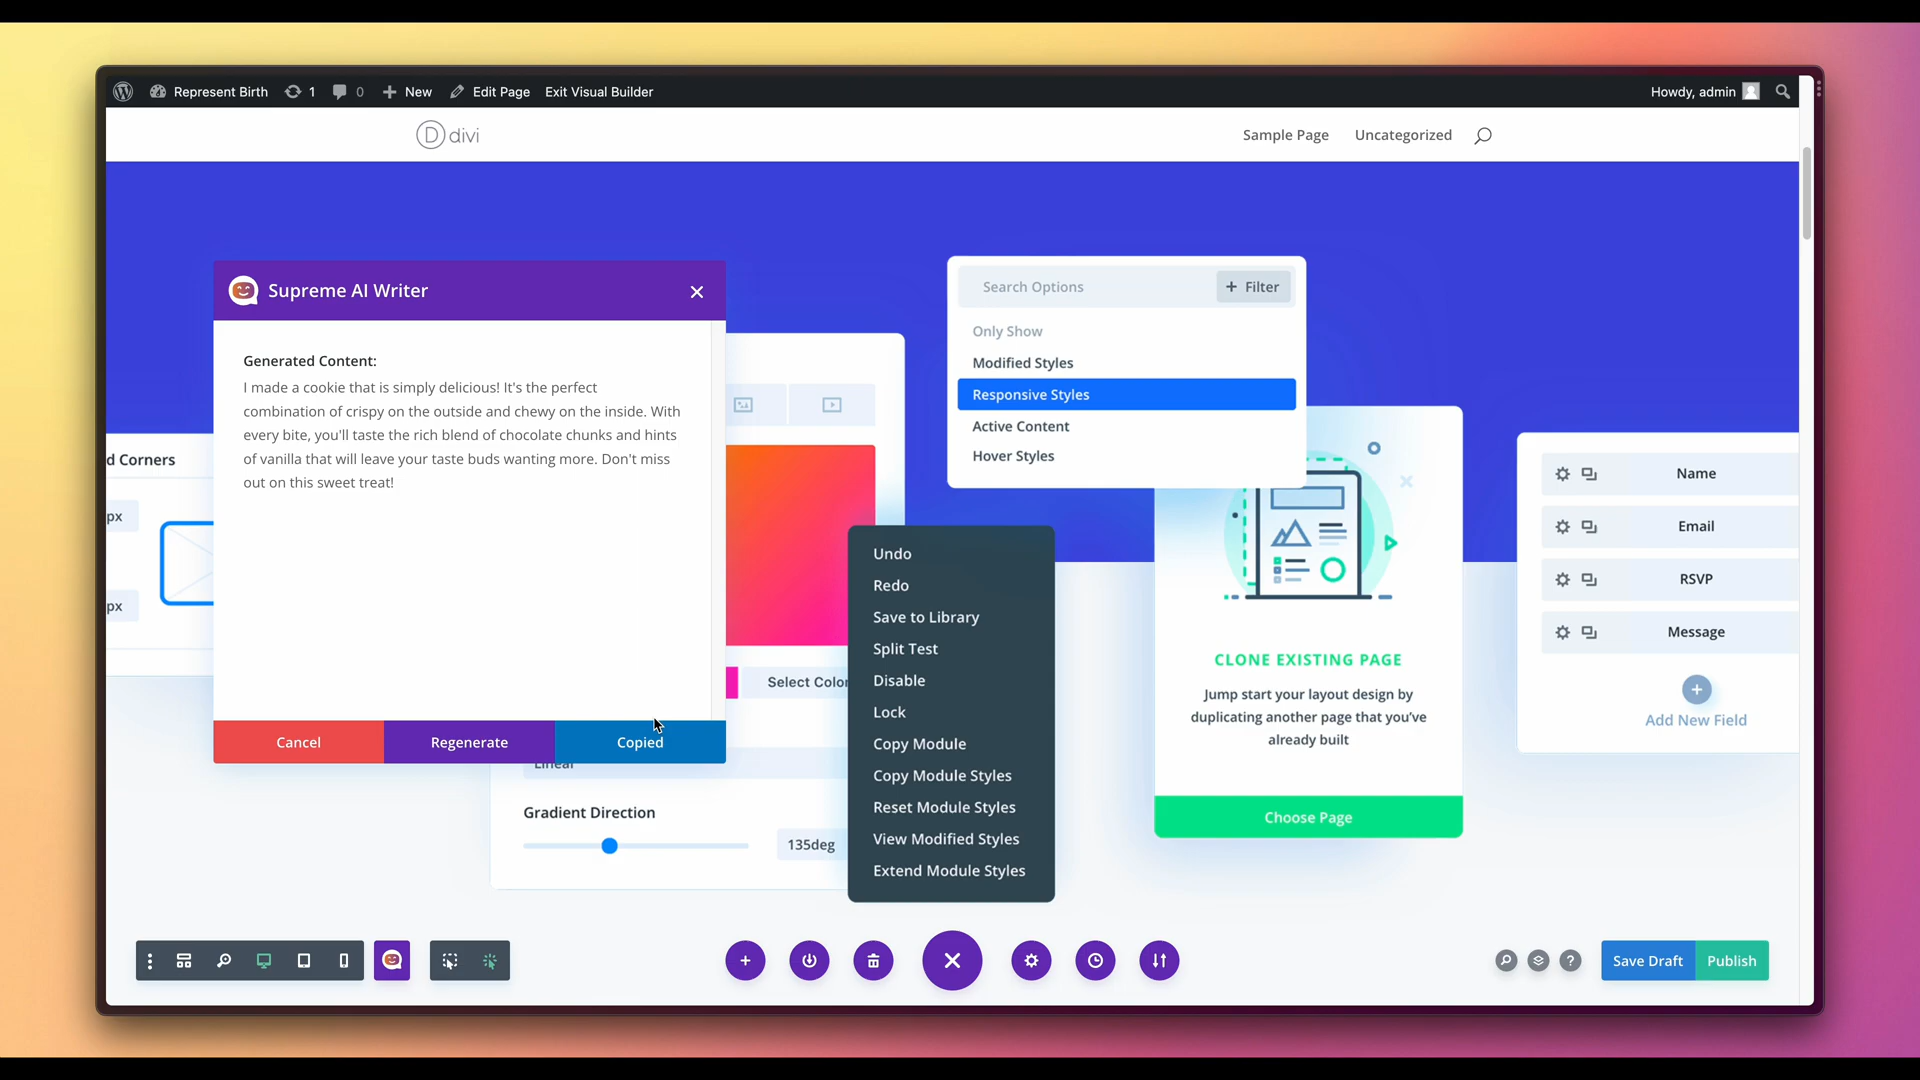 Represent Birth
1
0
New
Edit Page
Exit Visual Builder
Howdy, admin
D divi
Sample Page
Uncategorized
Supreme AI Writer
Generated Content:
I made a cookie that is simply delicious! It's the perfect
combination of crispy on the outside and chewy on the inside. With
every bite, you'll taste the rich blend of chocolate chunks and hints
of vanilla that will leave your taste buds wanting more. Don't miss
out on this sweet treat!
Cancel
Regenerate
Copied
d Corners
px
px
Select Color
Linear
Gradient Direction
135deg
Search Options
+ Filter
Only Show
Modified Styles
Responsive Styles
Active Content
Hover Styles
Undo
Redo
Save to Library
Split Test
Disable
Lock
Copy Module
Copy Module Styles
Reset Module Styles
View Modified Styles
Extend Module Styles
CLONE EXISTING PAGE
Jump start your layout design by
duplicating another page that you've
already built
Choose Page
Name
Email
RSVP
Message
Add New Field
?
Save Draft
Publish